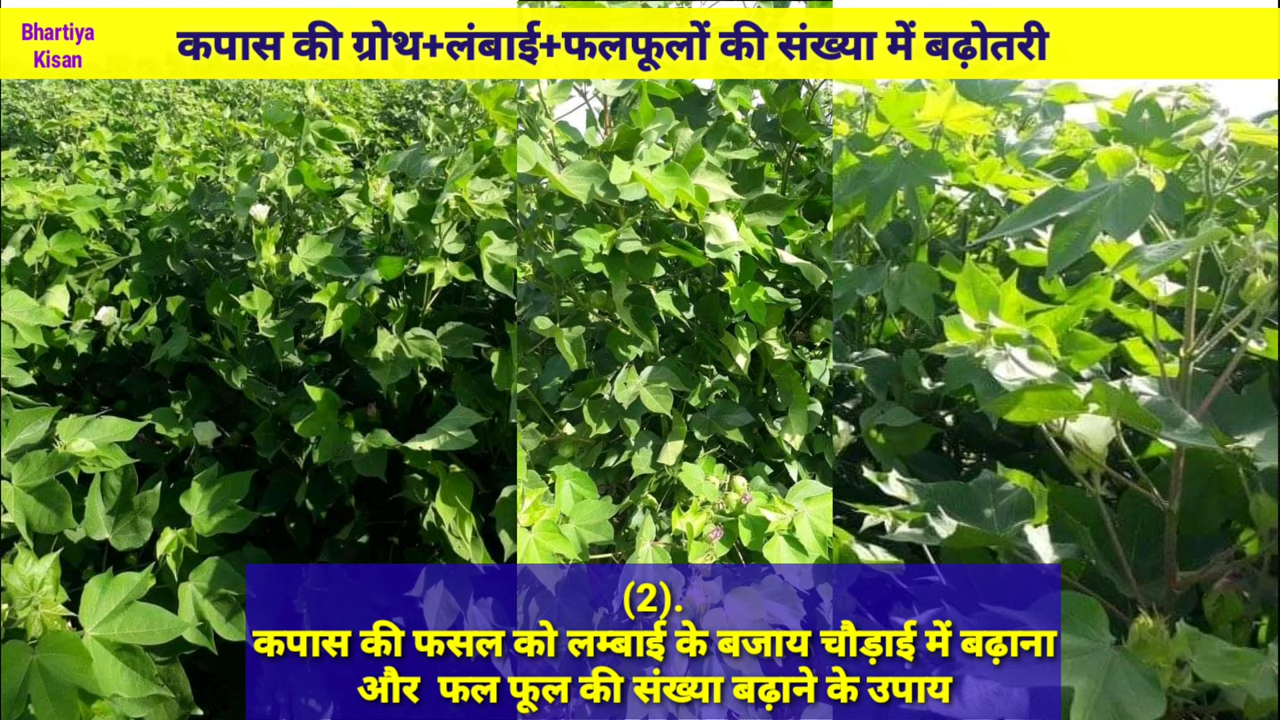 Bhartiya
Kisan
कपास की ग्रोथ+लंबाई+फलफूलों की संख्या में बढ़ोतरी
(2).
कपास की फसल को लम्बाई के बजाय चौड़ाई में बढ़ाना
और फल फूल की संख्या बढ़ाने के उपाय